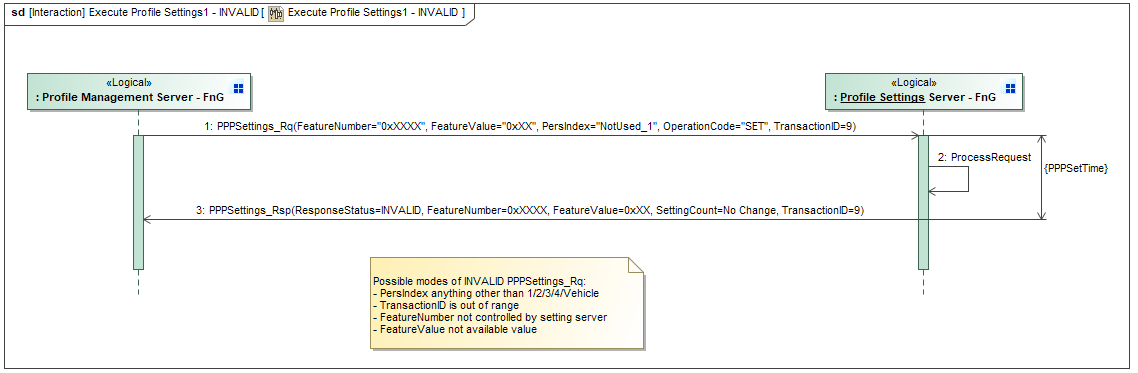 sd [Interaction] Execute Profile Settings1 - INVALID[ Execute Profile Settings1 - INVALID ]
«Logical»
: Profile Management Server - FnG
«Logical»
: Profile Settings Server - FnG
1: PPPSettings_Rq(FeatureNumber="0xXXXX", FeatureValue="0xXX", PersIndex="NotUsed_1", OperationCode="SET", TransactionID=9)
2: ProcessRequest
{PPPSetTime}
3: PPPSettings_Rsp(ResponseStatus=INVALID, FeatureNumber=0xXXXX, FeatureValue=0xXX, SettingCount=No Change, TransactionID=9)
Possible modes of INVALID PPPSettings_Rq:
- PersIndex anything other than 1/2/3/4/Vehicle
- TransactionID is out of range
- FeatureNumber not controlled by setting server
- FeatureValue not available value